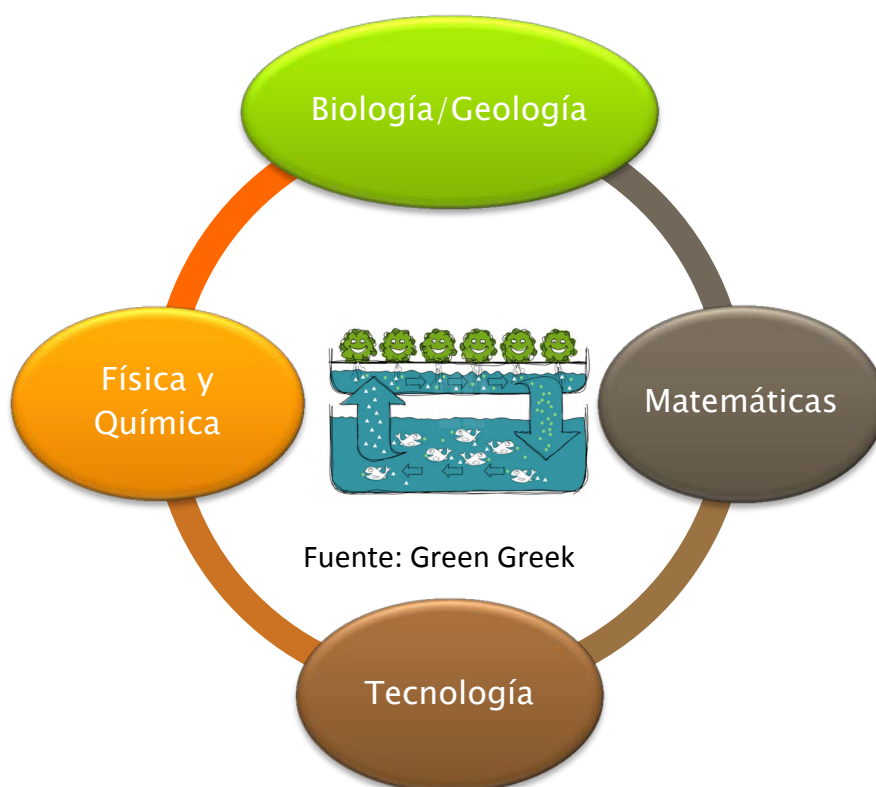 Biología/Geología
Física y
Química
Matemáticas
Fuente: Green Greek
Tecnología